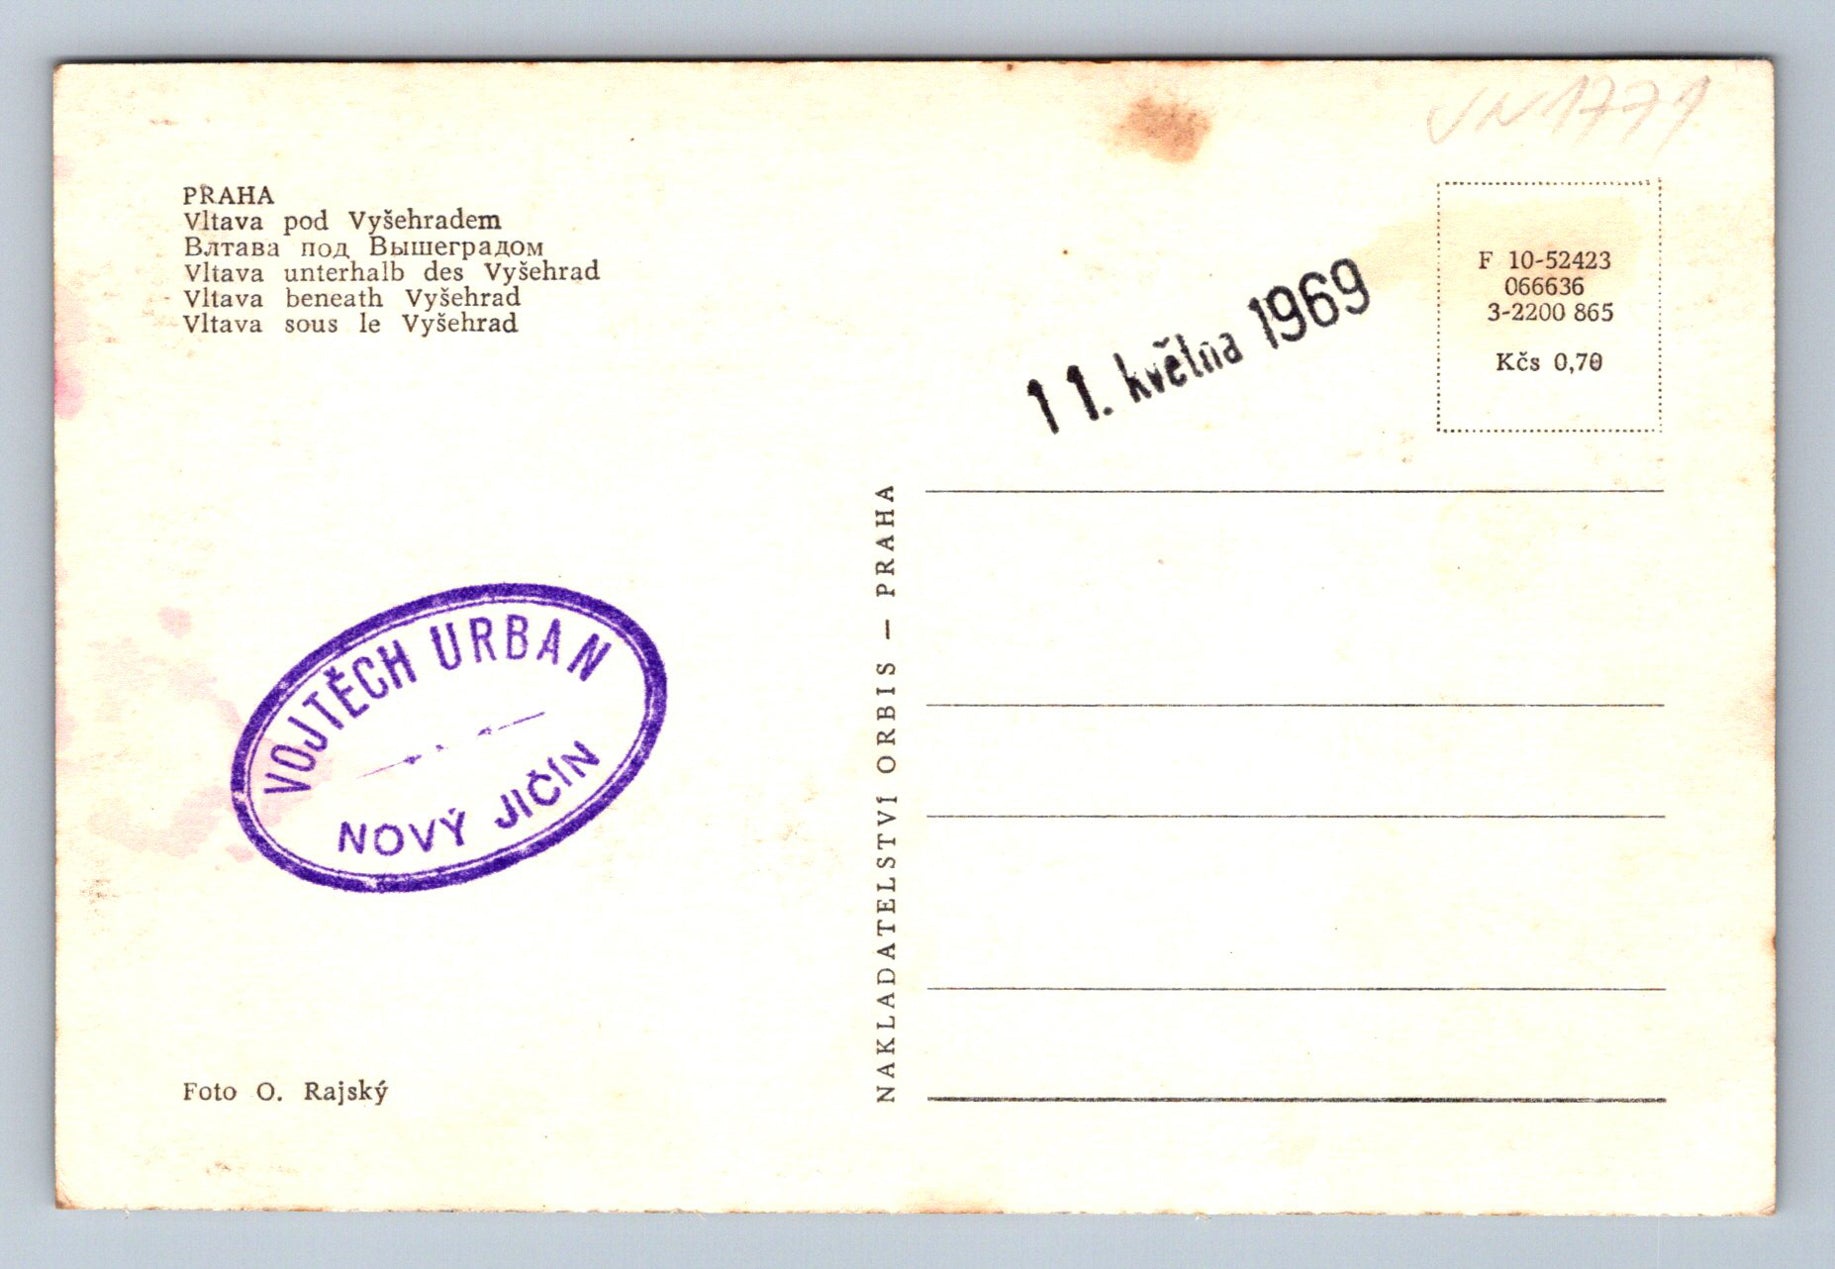 VN1771
PRAHA
Vltava pod Vyšehradem
Влтава под Вышеградом
Vltava unterhalb des Vyšehrad
Vltava beneath Vyšehrad
Vltava sous le Vyšehrad
F 10-52423
066636
3-2200 865
Kčs 0,70
11. května 1969
VOJTĚCH URBAN
NOVÝ JIČÍN
NAKLADATELSTVÍ ORBIS — PRAHA
Foto O. Rajský